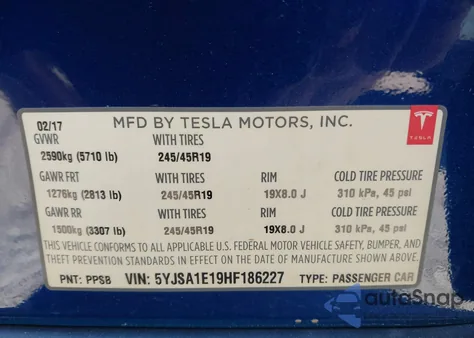 02/17 MFD BY TESLA MOTORS, INC.
GVWR WITH TIRES
2590kg (5710 lb) 245/45R19
TESLA
GAWR FRT WITH TIRES RIM COLD TIRE PRESSURE
1276kg (2813 lb) 245/45R19 19X8.0 J 310 kPa, 45 psi
GAWR RR WITH TIRES RIM COLD TIRE PRESSURE
1500kg (3307 lb) 245/45R19 19X8.0 J 310 kPa, 45 psi
THIS VEHICLE CONFORMS TO ALL APPLICABLE U.S. FEDERAL MOTOR VEHICLE SAFETY, BUMPER, AND
THEFT PREVENTION STANDARDS IN EFFECT ON THE DATE OF MANUFACTURE SHOWN ABOVE.
PNT: PPSB VIN: 5YJSA1E19HF186227 TYPE: PASSENGER CAR
autoSnap